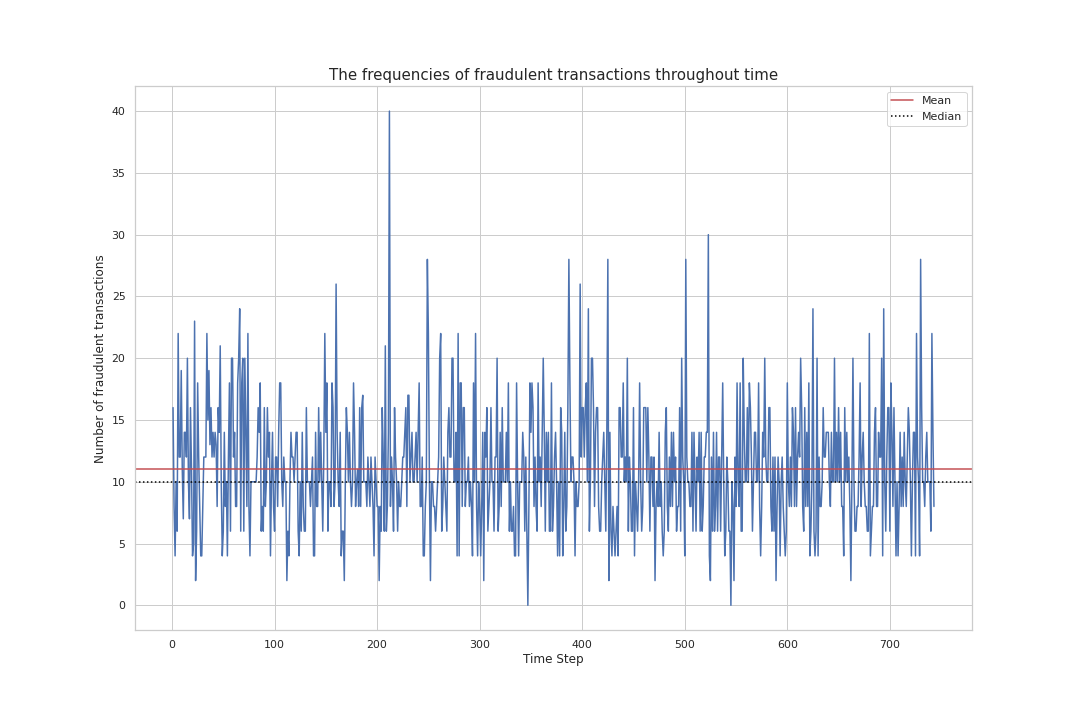 The frequencies of fraudulent transactions throughout time
Mean
Median
Number of fraudulent transactions
40
35
30
25
20
15
10
5
0
0 100 200 300 400 500 600 700
Time Step